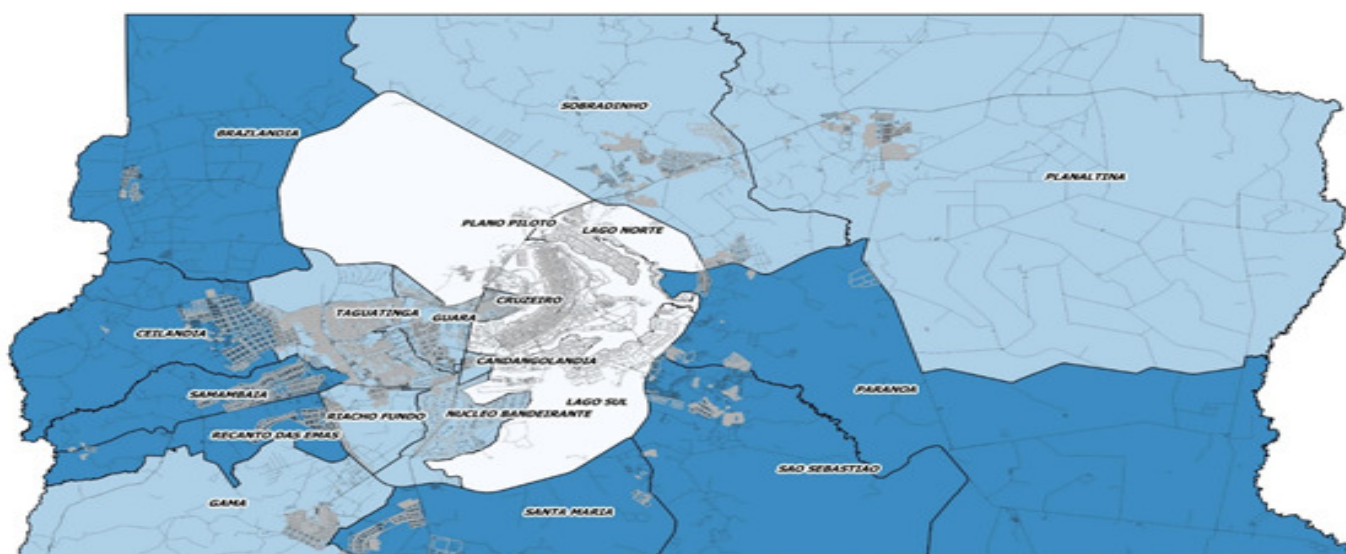 SOBRADINHO
BRAZLANDIA
PLANALTINA
PLANO PILOTO
LAGO NORTE
CRUZEIRO
TAGUATINGA
GUARA
CEILANDIA
CANDANGOLANDIA
PARANOA
SAMAMBAIA
LAGO SUL
RIACHO FUNDO
NUCLEO BANDEIRANTE
RECANTO DAS EMAS
SAO SEBASTIAO
GAMA
SANTA MARIA